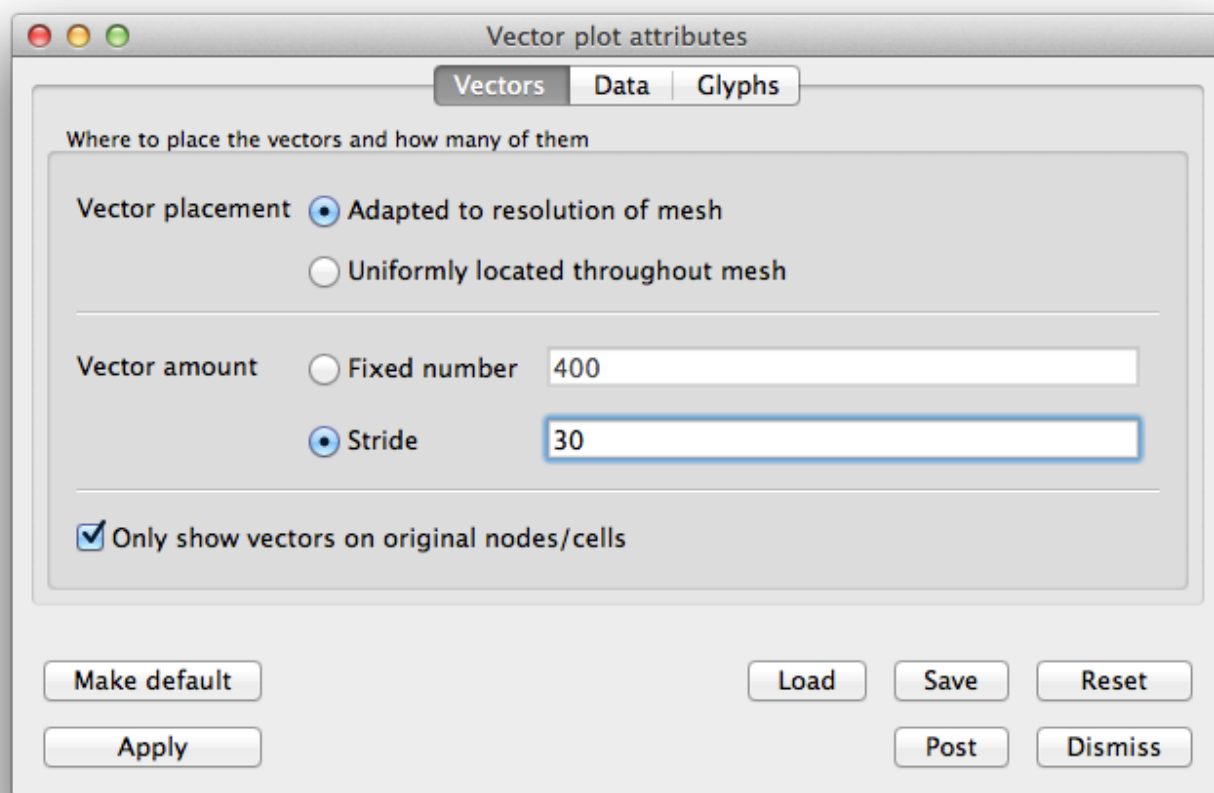 Vector plot attributes
Vectors Data Glyphs
Where to place the vectors and how many of them
Vector placement Adapted to resolution of mesh
Uniformly located throughout mesh
Vector amount Fixed number 400
Stride 30
Only show vectors on original nodes/cells
Make default Load Save Reset
Apply Post Dismiss